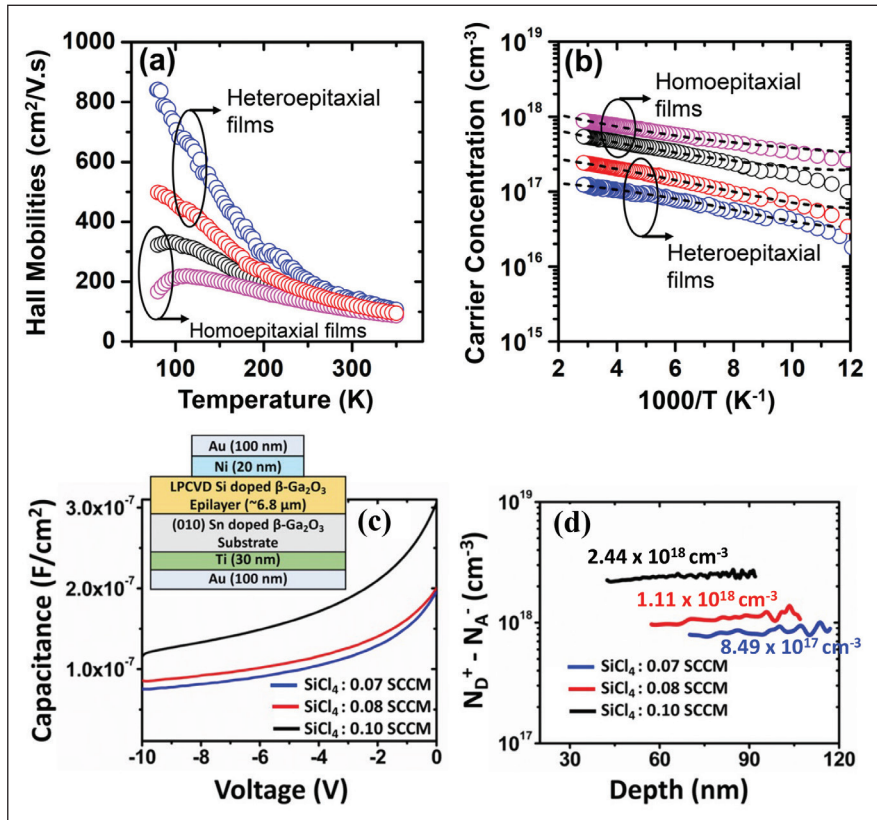 (a)
Hall Mobilities (cm²/V.s)
1000
800
600
400
200
0
Heteroepitaxial
films
Homoepitaxial films
100
200
300
Temperature (K)
(b)
Carrier Concentration (cm⁻³)
10¹⁹
10¹⁸
10¹⁷
10¹⁶
10¹⁵
Homoepitaxial
films
Heteroepitaxial
films
2
4
6
8
10
12
1000/T (K⁻¹)
Au (100 nm)
Ni (20 nm)
LPCVD Si doped β-Ga₂O₃
Epilayer (~6.8 μm)
(010) Sn doped β-Ga₂O₃
Substrate
Ti (30 nm)
Au (100 nm)
(c)
Capacitance (F/cm²)
3.0x10⁻⁷
2.0x10⁻⁷
1.0x10⁻⁷
SiCl₄ : 0.07 SCCM
SiCl₄ : 0.08 SCCM
SiCl₄ : 0.10 SCCM
-10
-8
-6
-4
-2
0
Voltage (V)
(d)
N_D⁺ - N_A⁻ (cm⁻³)
10¹⁹
10¹⁸
10¹⁷
2.44 x 10¹⁸ cm⁻³
1.11 x 10¹⁸ cm⁻³
8.49 x 10¹⁷ cm⁻³
SiCl₄ : 0.07 SCCM
SiCl₄ : 0.08 SCCM
SiCl₄ : 0.10 SCCM
30
60
90
120
Depth (nm)